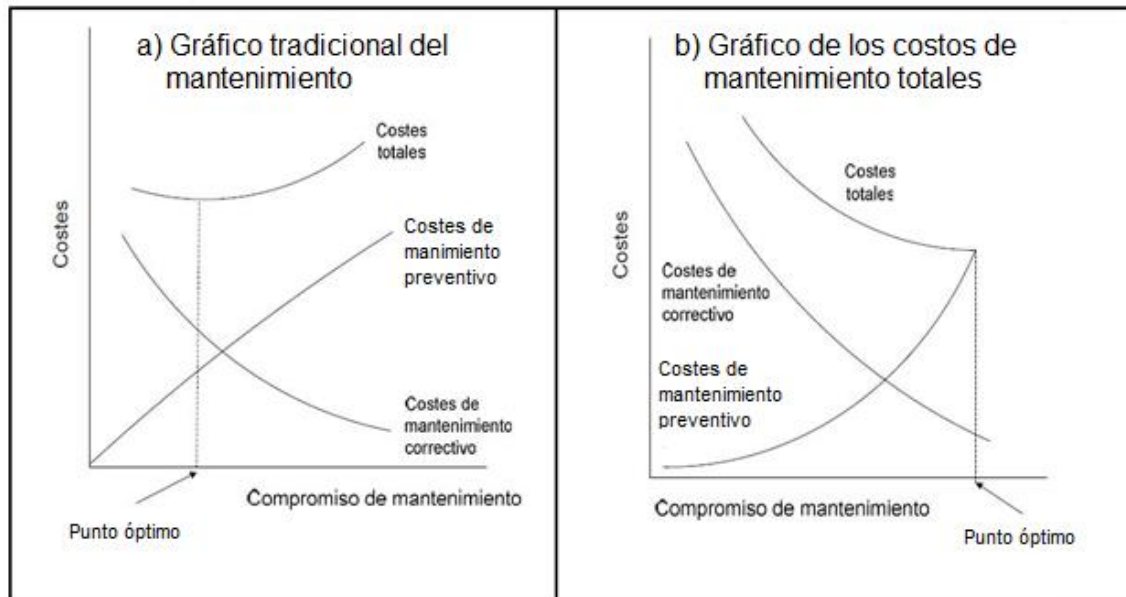 a) Gráfico tradicional del
mantenimiento
Costes
totales
Costes
Costes de
manimiento
preventivo
Costes de
mantenimiento
correctivo
Compromiso de mantenimiento
Punto óptimo
b) Gráfico de los costos de
mantenimiento totales
Costes
totales
Costes
Costes de
mantenimiento
correctivo
Costes de
mantenimiento
preventivo
Compromiso de mantenimiento
Punto óptimo